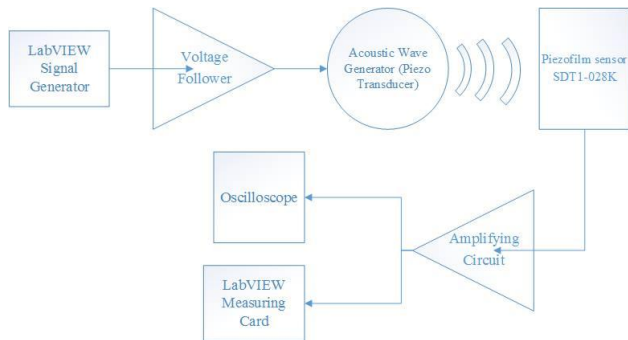 LabVIEW
Signal
Generator
Voltage
Follower
Acoustic Wave
Generator (Piezo
Transducer)
Piezofilm sensor
SDT1-028K
Oscilloscope
Amplifying
Circuit
LabVIEW
Measuring
Card